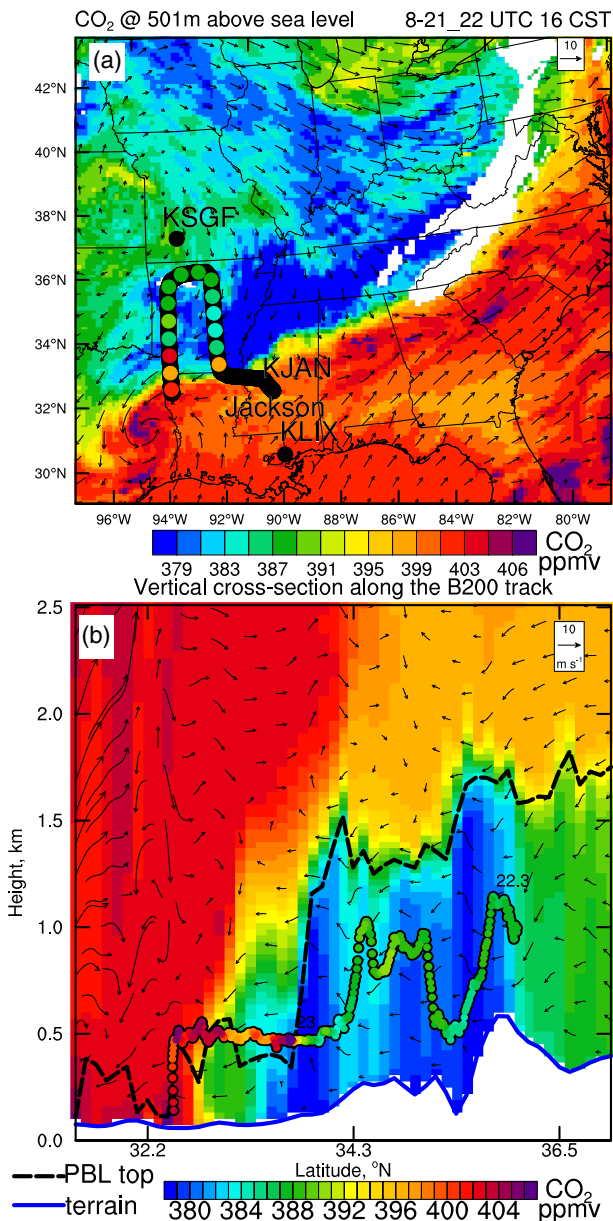 CO₂ @ 501m above sea level 8-21_22 UTC 16 CST
(a)
10
42°N
40°N
38°N
36°N
34°N
32°N
30°N
KSGF
KJAN
Jackson
KLIX
96°W 94°W 92°W 90°W 88°W 86°W 84°W 82°W 80°W
379 383 387 391 395 399 403 406
CO₂
ppmv
Vertical cross-section along the B200 track
(b)
10
m s⁻¹
2.5
2.0
1.5
1.0
0.5
0.0
Height, km
22.3
23
32.2 34.3 36.5
Latitude, °N
PBL top
terrain
380 384 388 392 396 400 404
CO₂
ppmv